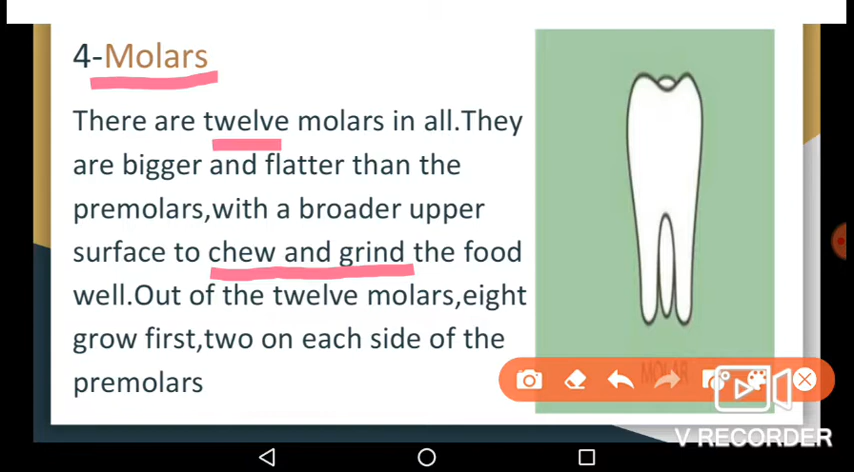 4-Molars
There are twelve molars in all.They
are bigger and flatter than the
premolars,with a broader upper
surface to chew and grind the food
well.Out of the twelve molars,eight
grow first,two on each side of the
premolars
MOLAR
V RECORDER